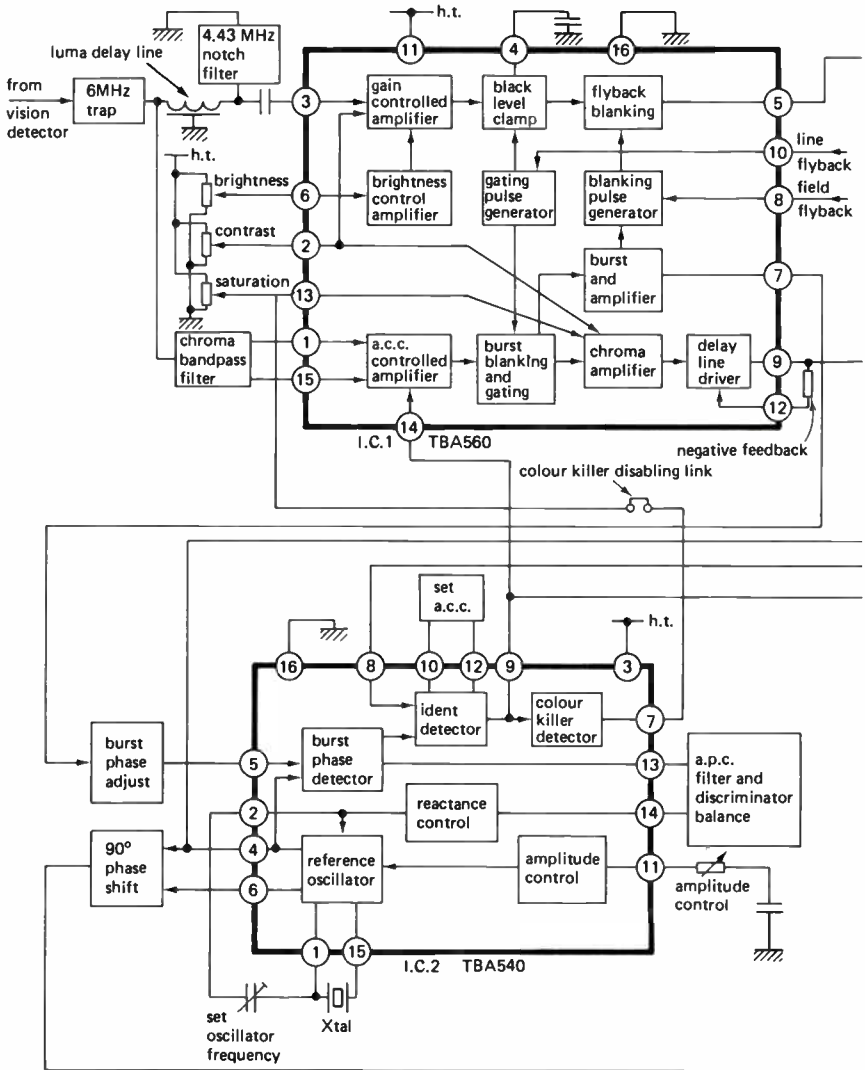 h.t.
luma delay line
4.43 MHz
notch
filter
11
4
16
from
vision
detector
6MHz
trap
3
gain
controlled
amplifier
black
level
clamp
flyback
blanking
5
h.t.
10
line
flyback
brightness
6
brightness
control
amplifier
gating
pulse
generator
blanking
pulse
generator
8
field
flyback
contrast
2
burst
and
amplifier
7
saturation
13
chroma
bandpass
filter
1
15
a.c.c.
controlled
amplifier
burst
blanking
and
gating
chroma
amplifier
delay
line
driver
9
12
14
I.C.1 TBA560
negative feedback
colour killer disabling link
set
a.c.c.
h.t.
16
8
10
12
9
3
ident
detector
colour
killer
detector
7
burst
phase
adjust
5
burst
phase
detector
13
a.p.c.
filter and
discriminator
balance
2
reactance
control
14
90°
phase
shift
4
6
reference
oscillator
amplitude
control
11
amplitude
control
1
15
I.C.2 TBA540
set
oscillator
frequency
Xtal